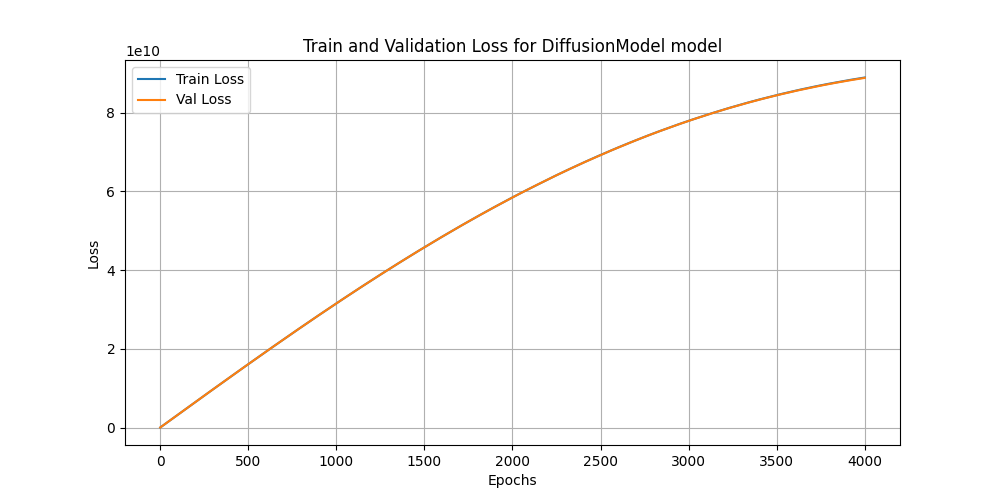 Train and Validation Loss for DiffusionModel model
1e10
Train Loss
Val Loss
8
6
4
2
0
Loss
0 500 1000 1500 2000 2500 3000 3500 4000
Epochs